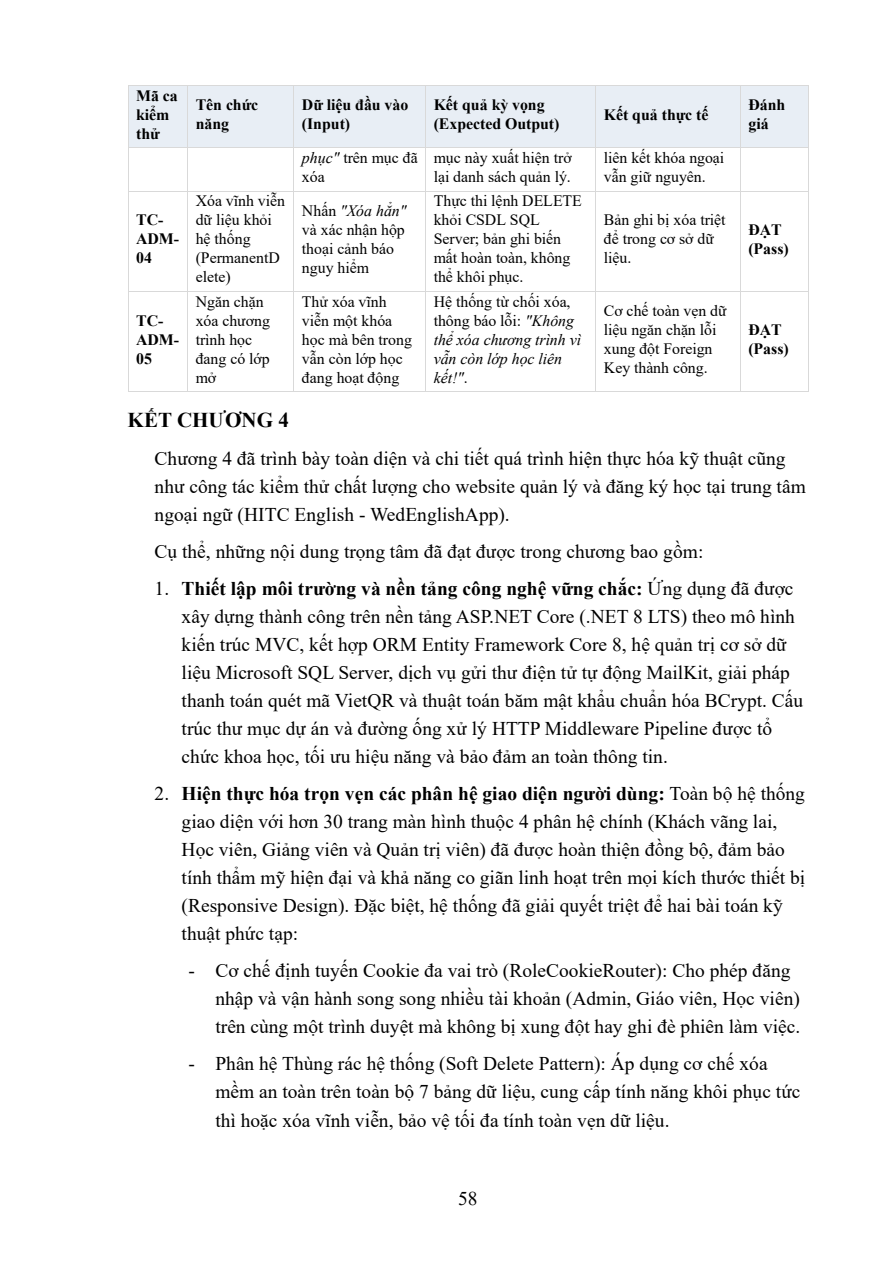 Mã ca kiểm thử | Tên chức năng | Dữ liệu đầu vào (Input) | Kết quả kỳ vọng (Expected Output) | Kết quả thực tế | Đánh giá
phục" trên mục đã xóa | mục này xuất hiện trở lại danh sách quản lý. | liên kết khóa ngoại vẫn giữ nguyên.
TC-ADM-04 | Xóa vĩnh viễn dữ liệu khỏi hệ thống (PermanentDelete) | Nhấn "Xóa hẳn" và xác nhận hộp thoại cảnh báo nguy hiểm | Thực thi lệnh DELETE khỏi CSDL SQL Server; bản ghi biến mất hoàn toàn, không thể khôi phục. | Bản ghi bị xóa triệt để trong cơ sở dữ liệu. | ĐẠT (Pass)
TC-ADM-05 | Ngăn chặn xóa chương trình học đang có lớp mở | Thử xóa vĩnh viễn một khóa học mà bên trong vẫn còn lớp học đang hoạt động | Hệ thống từ chối xóa, thông báo lỗi: "Không thể xóa chương trình vì vẫn còn lớp học liên kết!". | Cơ chế toàn vẹn dữ liệu ngăn chặn lỗi xung đột Foreign Key thành công. | ĐẠT (Pass)
KẾT CHƯƠNG 4
Chương 4 đã trình bày toàn diện và chi tiết quá trình hiện thực hóa kỹ thuật cũng
như công tác kiểm thử chất lượng cho website quản lý và đăng ký học tại trung tâm
ngoại ngữ (HITC English - WedEnglishApp).
Cụ thể, những nội dung trọng tâm đã đạt được trong chương bao gồm:
1. Thiết lập môi trường và nền tảng công nghệ vững chắc: Ứng dụng đã được
xây dựng thành công trên nền tảng ASP.NET Core (.NET 8 LTS) theo mô hình
kiến trúc MVC, kết hợp ORM Entity Framework Core 8, hệ quản trị cơ sở dữ
liệu Microsoft SQL Server, dịch vụ gửi thư điện tử tự động MailKit, giải pháp
thanh toán quét mã VietQR và thuật toán băm mật khẩu chuẩn hóa BCrypt. Cấu
trúc thư mục dự án và đường ống xử lý HTTP Middleware Pipeline được tổ
chức khoa học, tối ưu hiệu năng và bảo đảm an toàn thông tin.
2. Hiện thực hóa trọn vẹn các phân hệ giao diện người dùng: Toàn bộ hệ thống
giao diện với hơn 30 trang màn hình thuộc 4 phân hệ chính (Khách vãng lai,
Học viên, Giảng viên và Quản trị viên) đã được hoàn thiện đồng bộ, đảm bảo
tính thẩm mỹ hiện đại và khả năng co giãn linh hoạt trên mọi kích thước thiết bị
(Responsive Design). Đặc biệt, hệ thống đã giải quyết triệt để hai bài toán kỹ
thuật phức tạp:
- Cơ chế định tuyến Cookie đa vai trò (RoleCookieRouter): Cho phép đăng
nhập và vận hành song song nhiều tài khoản (Admin, Giáo viên, Học viên)
trên cùng một trình duyệt mà không bị xung đột hay ghi đè phiên làm việc.
- Phân hệ Thùng rác hệ thống (Soft Delete Pattern): Áp dụng cơ chế xóa
mềm an toàn trên toàn bộ 7 bảng dữ liệu, cung cấp tính năng khôi phục tức
thì hoặc xóa vĩnh viễn, bảo vệ tối đa tính toàn vẹn dữ liệu.
58